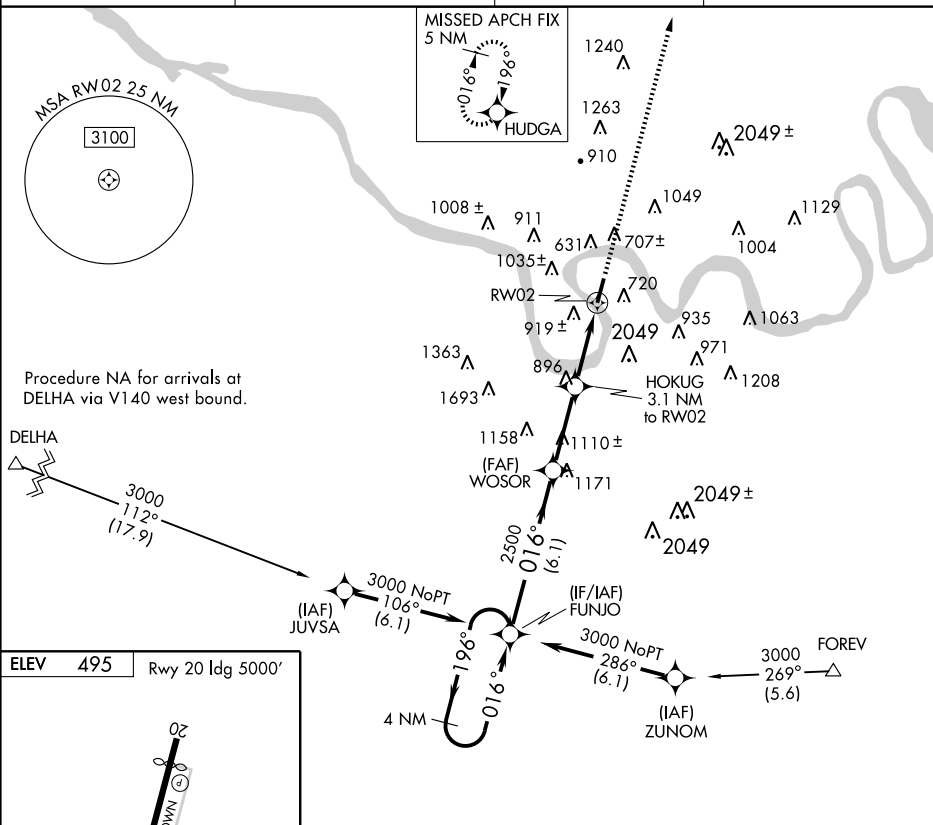 MISSED APCH FIX
5 NM
016°
196°
HUDGA
1240
1263
910
2049 ±
MSA RW02 25 NM
3100
1008 ±
911
631
707±
1049
1004
1129
1035±
RW02
720
919 ±
2049
935
1063
971
1208
1363
1693
896
HOKUG
3.1 NM
to RW02
Procedure NA for arrivals at
DELHA via V140 west bound.
DELHA
3000
112°
(17.9)
1158
1110±
(FAF)
WOSOR
1171
2049±
2049
2500
016°
(6.1)
(IAF)
JUVSA
3000 NoPT
106°
(6.1)
(IF/IAF)
FUNJO
3000 NoPT
286°
(6.1)
(IAF)
ZUNOM
3000
269°
(5.6)
FOREV
196°
016°
4 NM
ELEV 495
Rwy 20 ldg 5000'
20
P